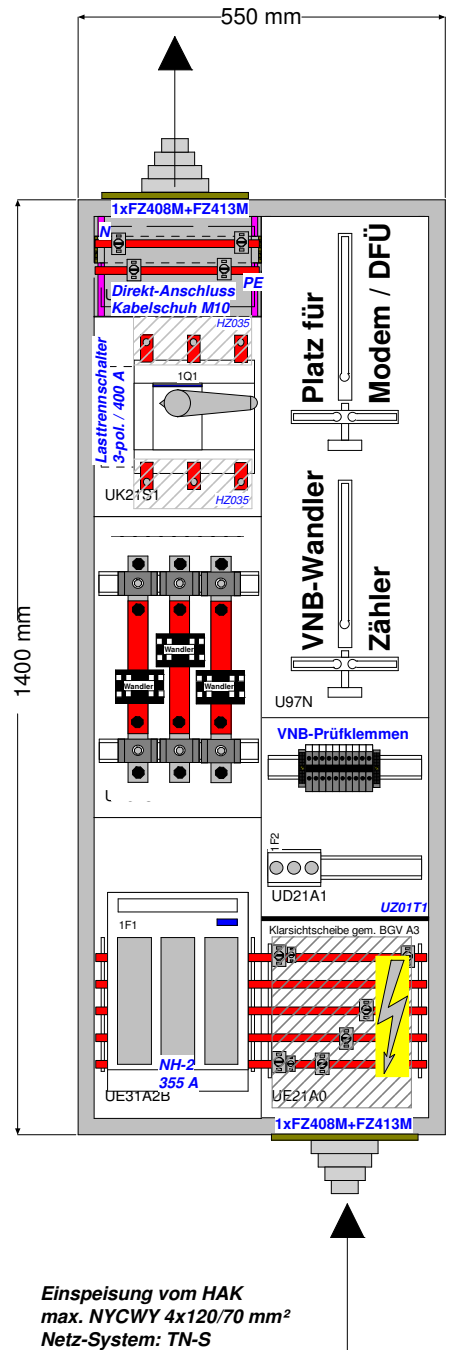 550 mm
1xFZ408M+FZ413M
N
PE
Direkt-Anschluss
Kabelschuh M10
HZ035
Lasttrennschalter
3-pol. / 400 A
1Q1
UK21S1
HZ035
Platz für
Modem / DFÜ
VNB-Wandler
Zähler
U97N
1400 mm
Wandler
Wandler
Wandler
VNB-Prüfklemmen
1F2
UD21A1
UZ01T1
1F1
Klarsichtscheibe gem. BGV A3
NH-2
355 A
UE31A2B
UE21A0
1xFZ408M+FZ413M
Einspeisung vom HAK
max. NYCWY 4x120/70 mm²
Netz-System: TN-S